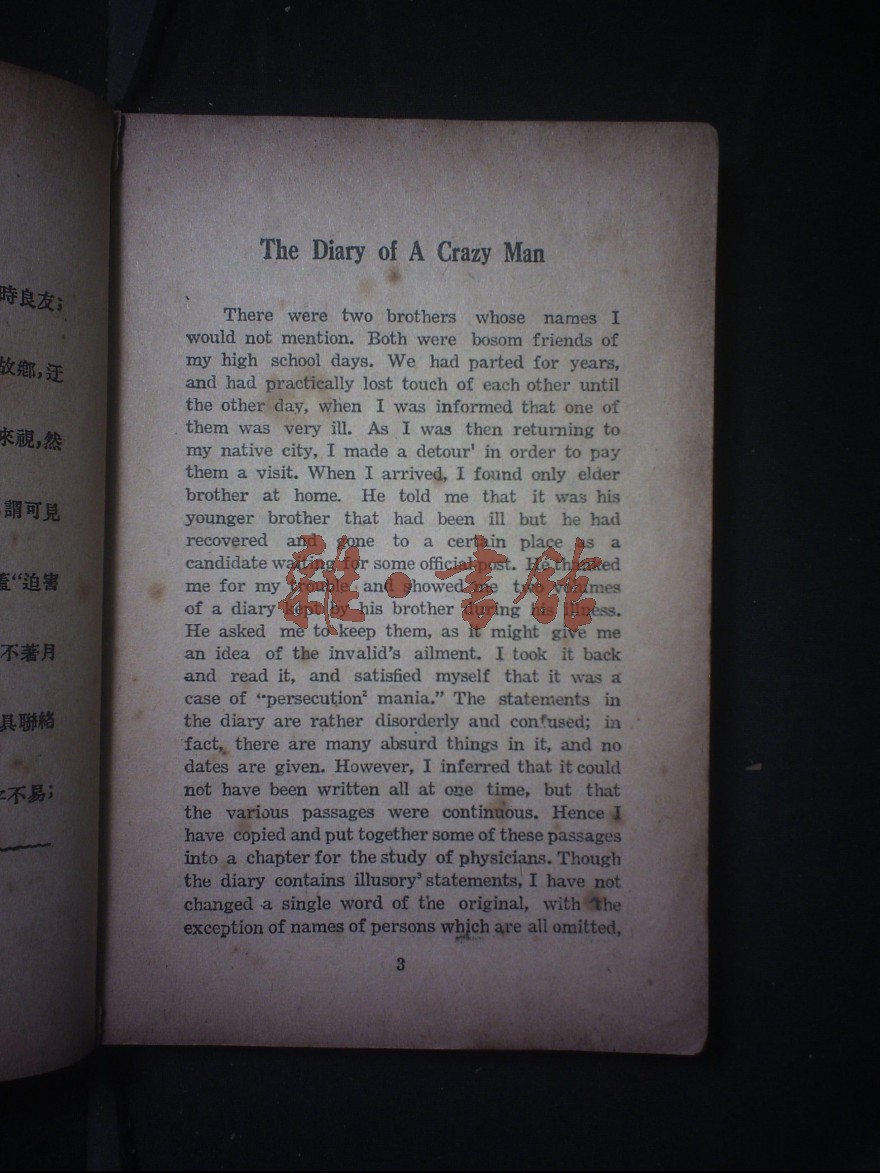 時良友;
故鄉,迂
來視,然
謂可見
蓋“迫害
不著月
具聯絡
不易;
The Diary of A Crazy Man
There were two brothers whose names I
would not mention. Both were bosom friends of
my high school days. We had parted for years,
and had practically lost touch of each other until
the other day, when I was informed that one of
them was very ill. As I was then returning to
my native city, I made a detour¹ in order to pay
them a visit. When I arrived, I found only elder
brother at home. He told me that it was his
younger brother that had been ill but he had
recovered and gone to a certain place as a
candidate waiting for some official post. He thanked
me for my trouble and showed me two volumes
of a diary kept by his brother during his illness.
He asked me to keep them, as it might give me
an idea of the invalid's ailment. I took it back
and read it, and satisfied myself that it was a
case of “persecution² mania.” The statements in
the diary are rather disorderly and confused; in
fact, there are many absurd things in it, and no
dates are given. However, I inferred that it could
not have been written all at one time, but that
the various passages were continuous. Hence I
have copied and put together some of these passages
into a chapter for the study of physicians. Though
the diary contains illusory³ statements, I have not
changed a single word of the original, with the
exception of names of persons which are all omitted,
3
雜·書館